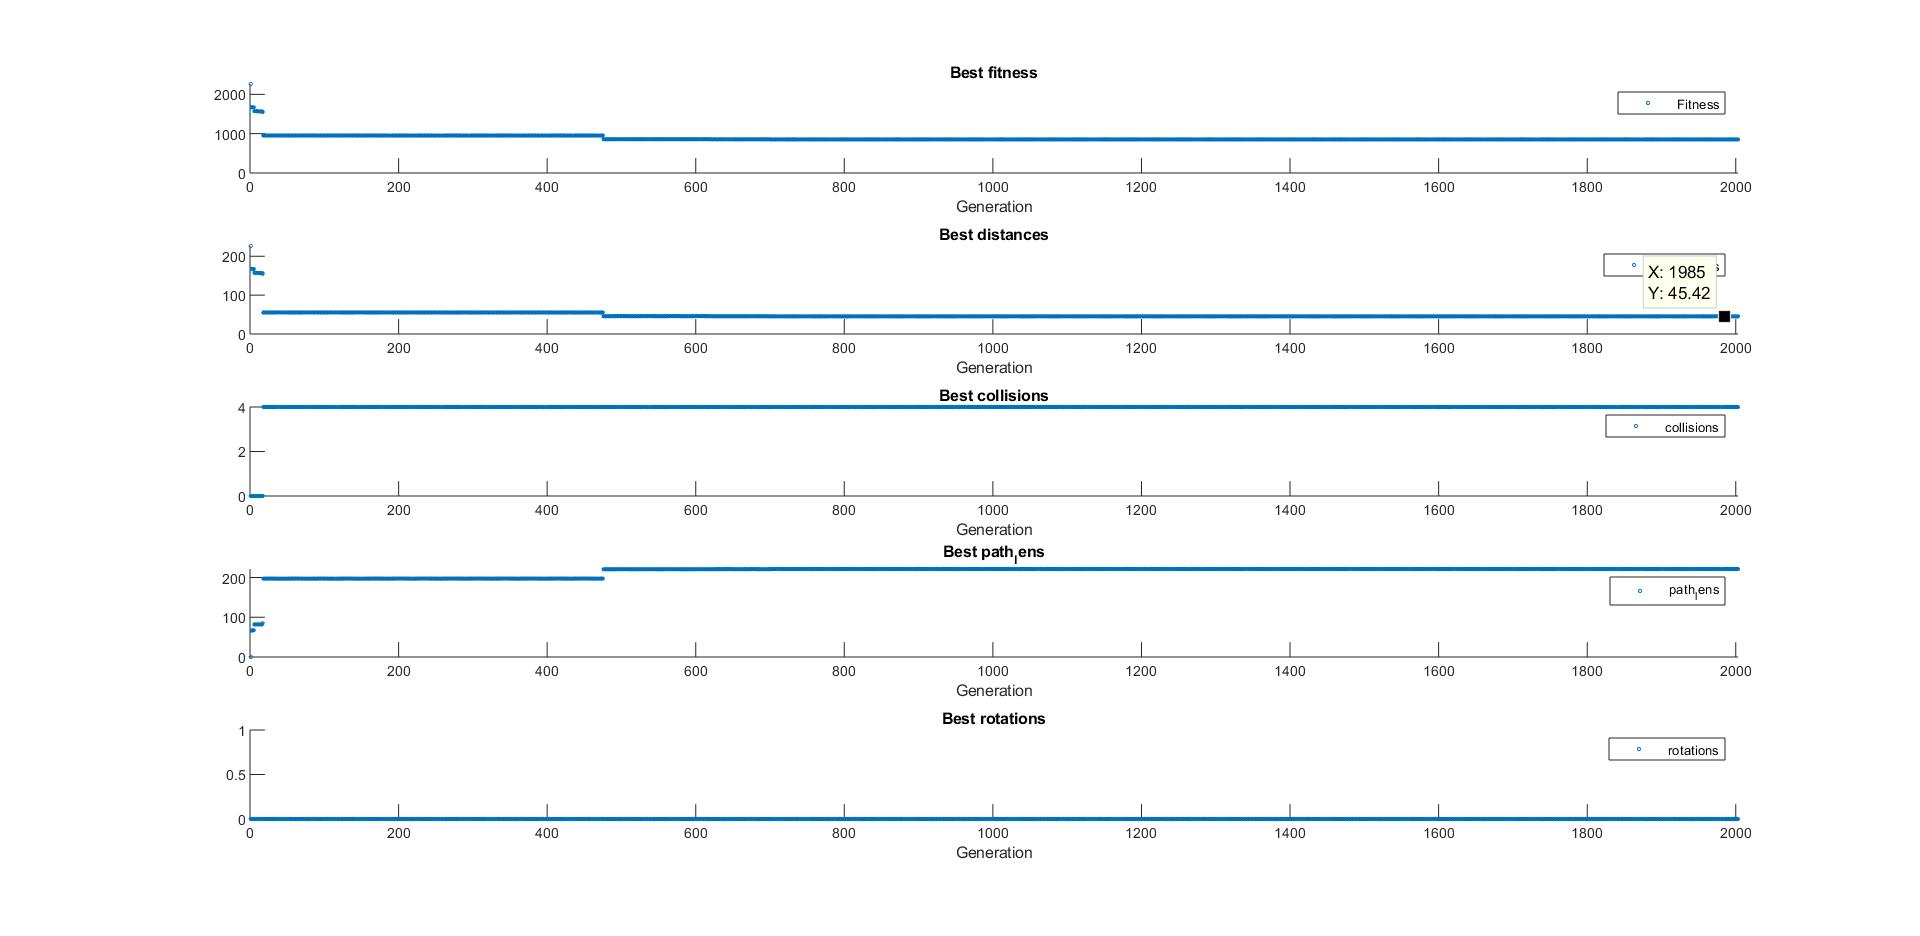 Best fitness
2000
1000
0
Fitness
0 200 400 600 800 1000 1200 1400 1600 1800 2000
Generation
Best distances
200
100
0
s
X: 1985
Y: 45.42
0 200 400 600 800 1000 1200 1400 1600 1800 2000
Generation
Best collisions
4
2
0
collisions
0 200 400 600 800 1000 1200 1400 1600 1800 2000
Generation
Best pathlens
200
100
0
pathlens
0 200 400 600 800 1000 1200 1400 1600 1800 2000
Generation
Best rotations
1
0.5
0
rotations
0 200 400 600 800 1000 1200 1400 1600 1800 2000
Generation